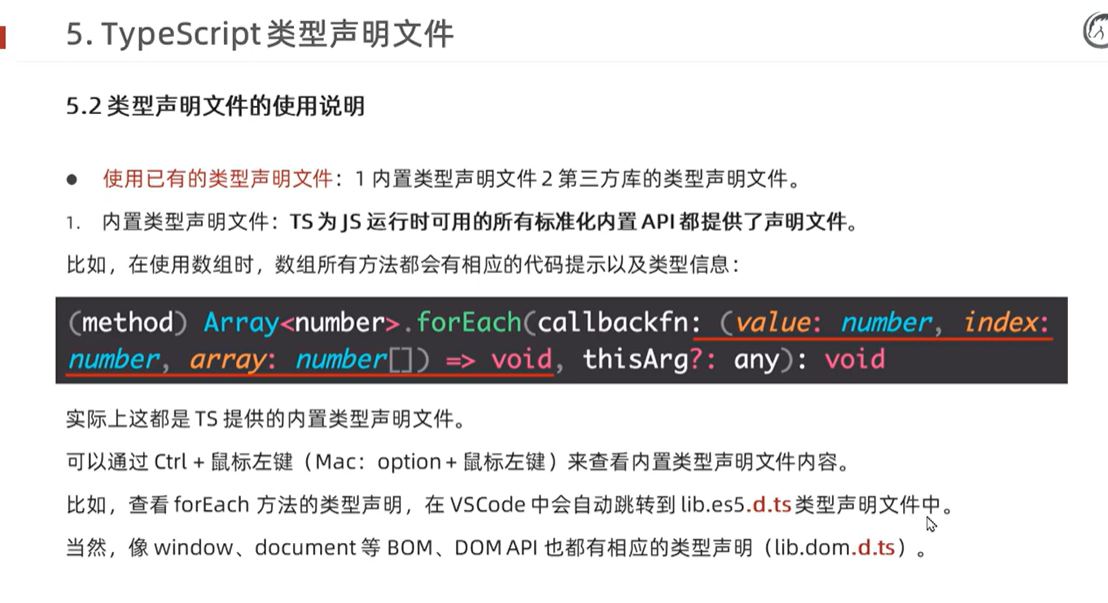 5. TypeScript 类型声明文件
5.2 类型声明文件的使用说明
● 使用已有的类型声明文件：1 内置类型声明文件 2 第三方库的类型声明文件。
1. 内置类型声明文件：TS 为 JS 运行时可用的所有标准化内置 API 都提供了声明文件。
比如，在使用数组时，数组所有方法都会有相应的代码提示以及类型信息：
(method) Array<number>.forEach(callbackfn: (value: number, index:
number, array: number[]) => void, thisArg?: any): void
实际上这都是 TS 提供的内置类型声明文件。
可以通过 Ctrl + 鼠标左键（Mac：option + 鼠标左键）来查看内置类型声明文件内容。
比如，查看 forEach 方法的类型声明，在 VSCode 中会自动跳转到 lib.es5.d.ts 类型声明文件中。
当然，像 window、document 等 BOM、DOM API 也都有相应的类型声明（lib.dom.d.ts）。